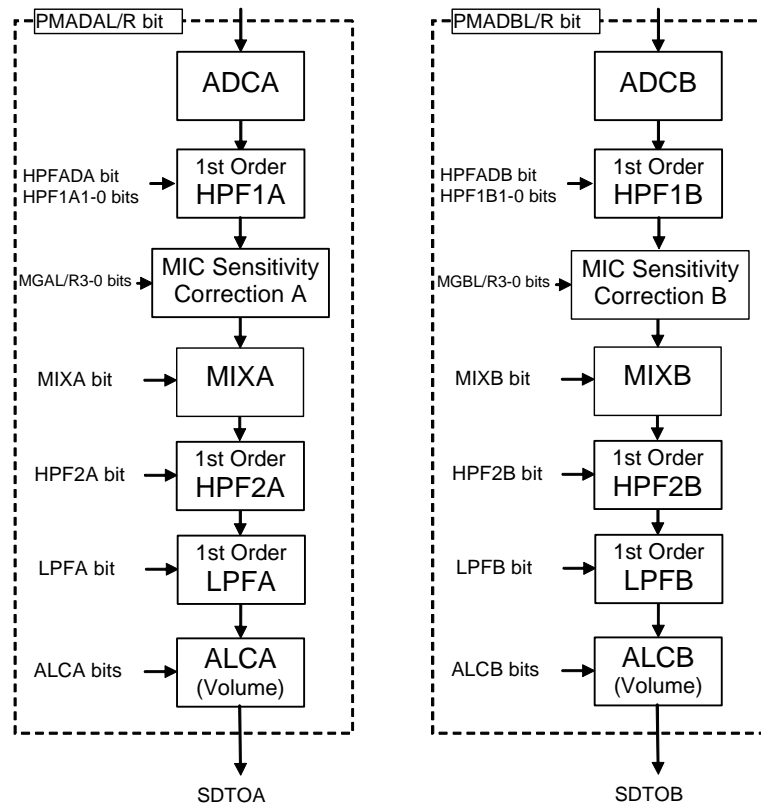 PMADAL/R bit
ADCA
HPFADA bit
HPF1A1-0 bits
1st Order
HPF1A
MGAL/R3-0 bits
MIC Sensitivity
Correction A
MIXA bit
MIXA
HPF2A bit
1st Order
HPF2A
LPFA bit
1st Order
LPFA
ALCA bits
ALCA
(Volume)
SDTOA
PMADBL/R bit
ADCB
HPFADB bit
HPF1B1-0 bits
1st Order
HPF1B
MGBL/R3-0 bits
MIC Sensitivity
Correction B
MIXB bit
MIXB
HPF2B bit
1st Order
HPF2B
LPFB bit
1st Order
LPFB
ALCB bits
ALCB
(Volume)
SDTOB